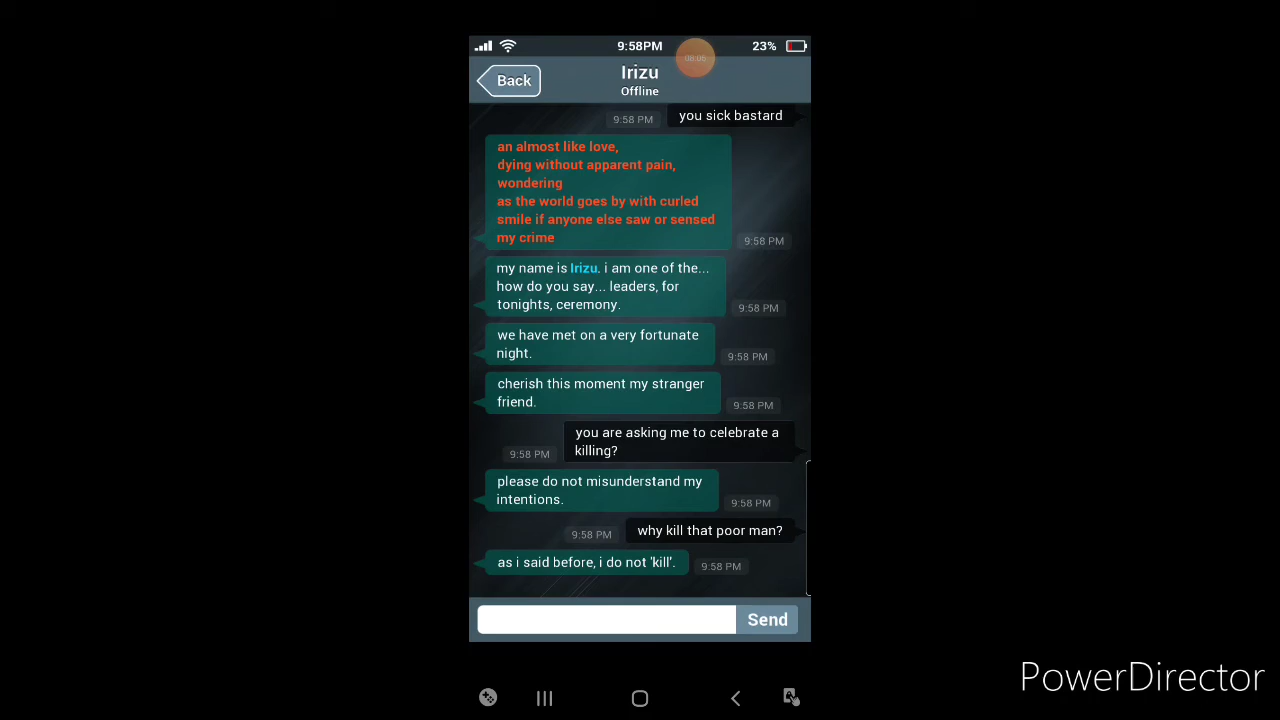 9:58PM
08:05
23%
Back
Irizu
Offline
you sick bastard
9:58 PM
an almost like love,
dying without apparent pain,
wondering
as the world goes by with curled
smile if anyone else saw or sensed
my crime
9:58 PM
my name is Irizu. i am one of the...
how do you say... leaders, for
tonights, ceremony.
9:58 PM
we have met on a very fortunate
night.
9:58 PM
cherish this moment my stranger
friend.
9:58 PM
you are asking me to celebrate a
killing?
9:58 PM
please do not misunderstand my
intentions.
9:58 PM
why kill that poor man?
9:58 PM
as i said before, i do not 'kill'.
9:58 PM
Send
PowerDirector